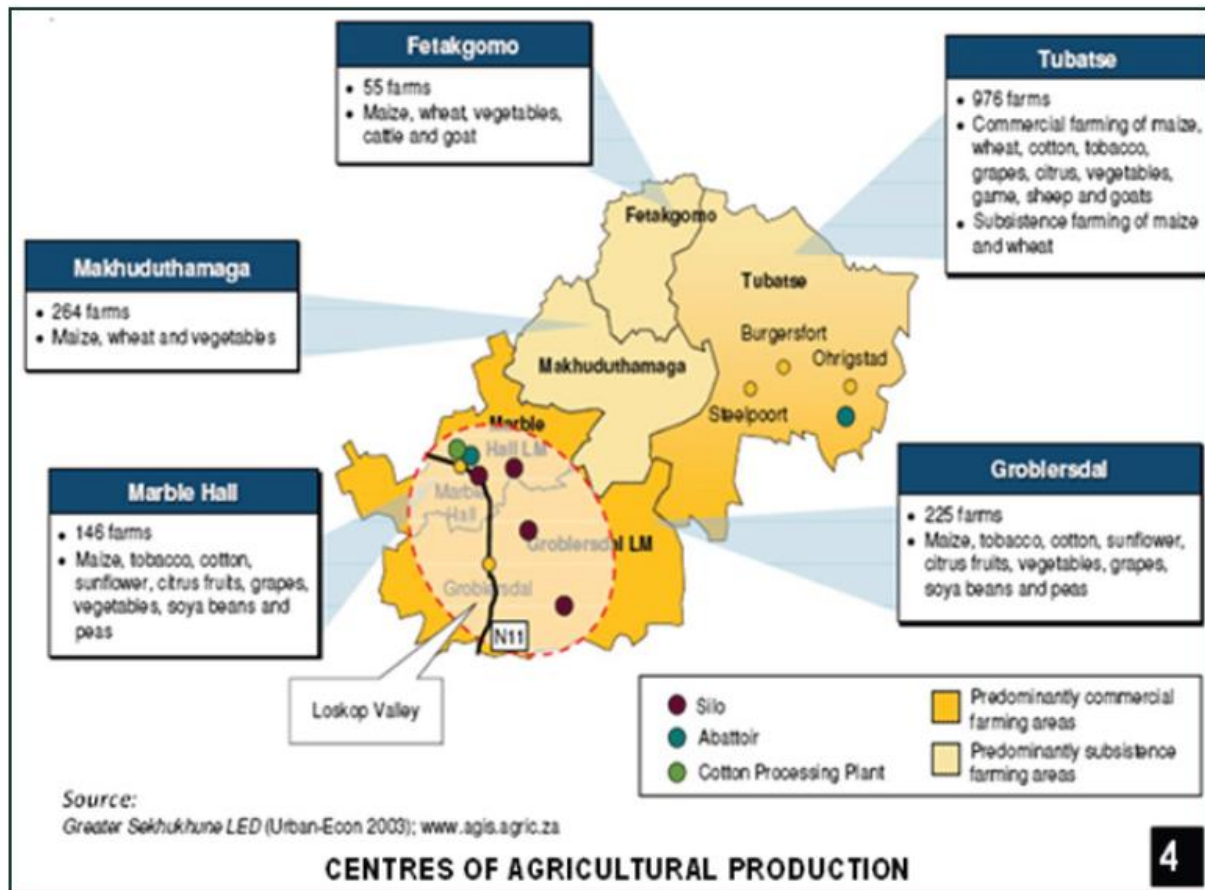 Fetakgomo
• 55 farms
• Maize, wheat, vegetables,
cattle and goat
Tubatse
• 976 farms
• Commercial farming of maize,
wheat, cotton, tobacco,
grapes, citrus, vegetables,
game, sheep and goats
• Subsistence farming of maize
and wheat
Makhuduthamaga
• 264 farms
• Maize, wheat and vegetables
Fetakgomo
Tubatse
Burgersfort
Ohrigstad
Makhuduthamaga
Steelpoort
Marble
Hall LM
Marble
Hall
Groblersdal LM
Groblersdal
N11
Marble Hall
• 146 farms
• Maize, tobacco, cotton,
sunflower, citrus fruits, grapes,
vegetables, soya beans and
peas
Groblersdal
• 225 farms
• Maize, tobacco, cotton, sunflower,
citrus fruits, vegetables, grapes,
soya beans and peas
Loskop Valley
Silo
Abattoir
Cotton Processing Plant
Predominantly commercial
farming areas
Predominantly subsistence
farming areas
Source:
Greater Sekhukhune LED (Urban-Econ 2003); www.agis.agric.za
CENTRES OF AGRICULTURAL PRODUCTION
4